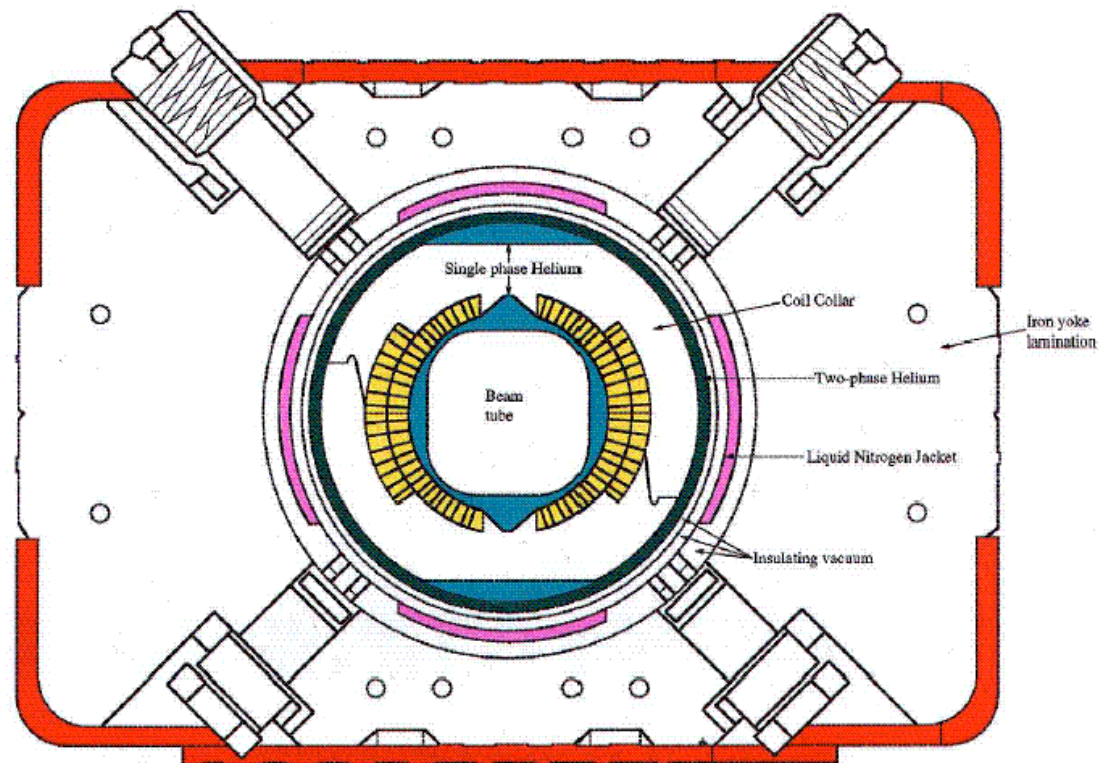 Single phase Helium
Coil Collar
Iron yoke
lamination
Two-phase Helium
Beam
tube
Liquid Nitrogen Jacket
Insulating vacuum